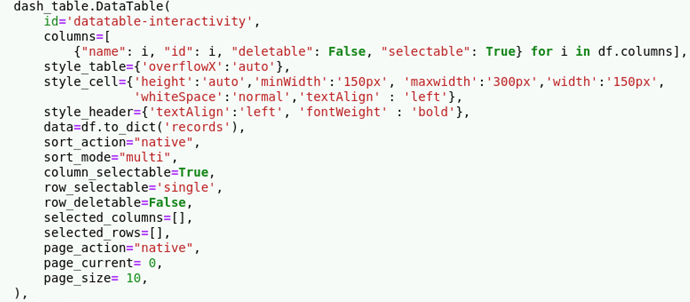 dash_table.DataTable(
    id='datatable-interactivity',
    columns=[
        {"name": i, "id": i, "deletable": False, "selectable": True} for i in df.columns],
    style_table={'overflowX':'auto'},
    style_cell={'height':'auto','minWidth':'150px', 'maxwidth':'300px','width':'150px',
                'whiteSpace':'normal','textAlign' : 'left'},
    style_header={'textAlign':'left', 'fontWeight' : 'bold'},
    data=df.to_dict('records'),
    sort_action="native",
    sort_mode="multi",
    column_selectable=True,
    row_selectable='single',
    row_deletable=False,
    selected_columns=[],
    selected_rows=[],
    page_action="native",
    page_current= 0,
    page_size= 10,
),